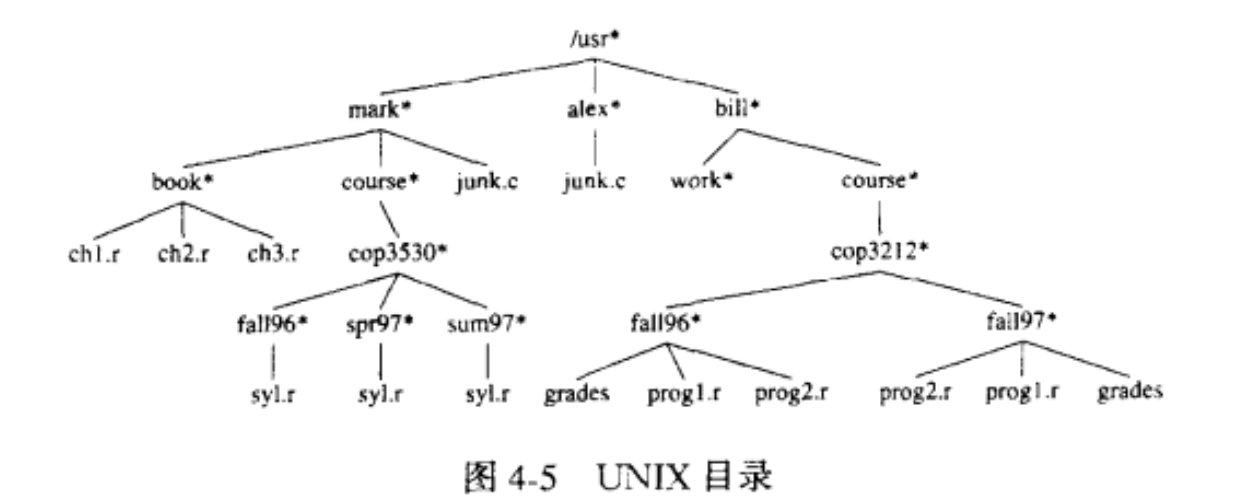 /usr*
mark* alex* bill*
book* course* junk.c junk.c work* course*
ch1.r ch2.r ch3.r cop3530* cop3212*
fall96* spr97* sum97* fall96* fall97*
syl.r syl.r syl.r grades prog1.r prog2.r prog2.r prog1.r grades
图 4-5 UNIX 目录